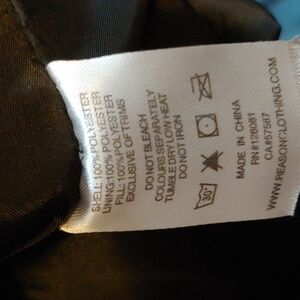 SHELL:100% POLYESTER
LINING:100% POLYESTER
FILL: 100%POLYESTER
EXCLUSIVE OF TRIMS
DO NOT BLEACH
COLOURS SEPARATELY
TUMBLE DRY LOW HEAT
DO NOT IRON
30°
MADE IN CHINA
RN#126081
CA#57587
WWW.REASONCLOTHING.COM